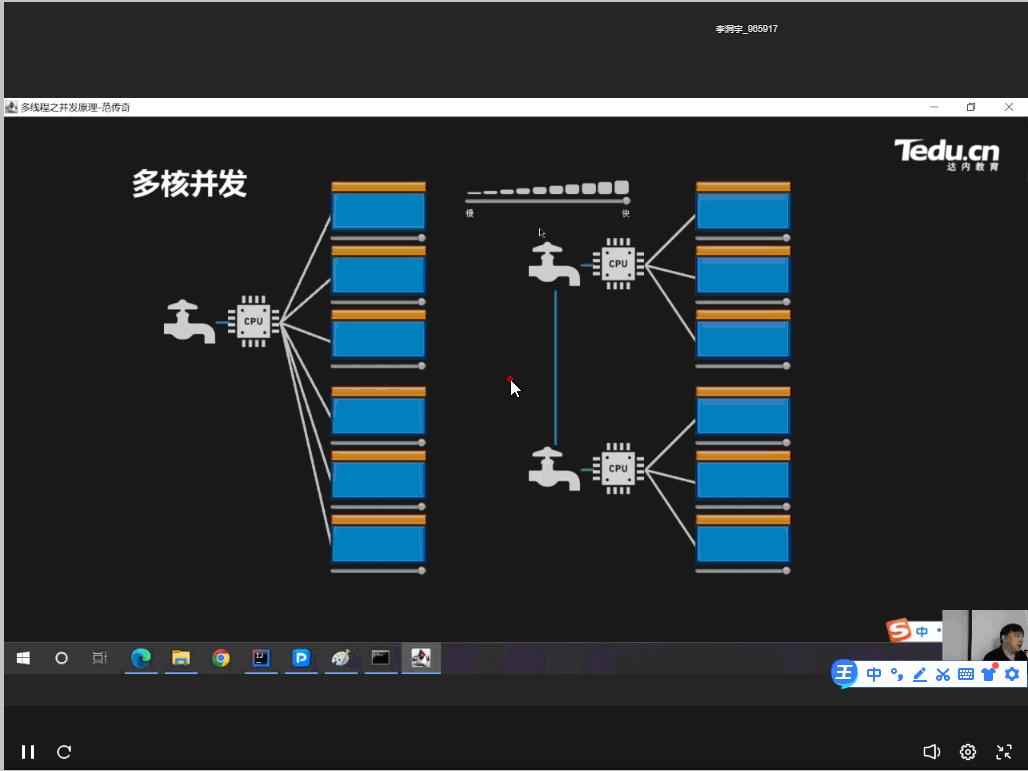 李润宇_965917
多线程之并发原理-范传奇
Tedu.cn
达内教育
多核并发
慢
快
CPU
CPU
CPU
中
王
中